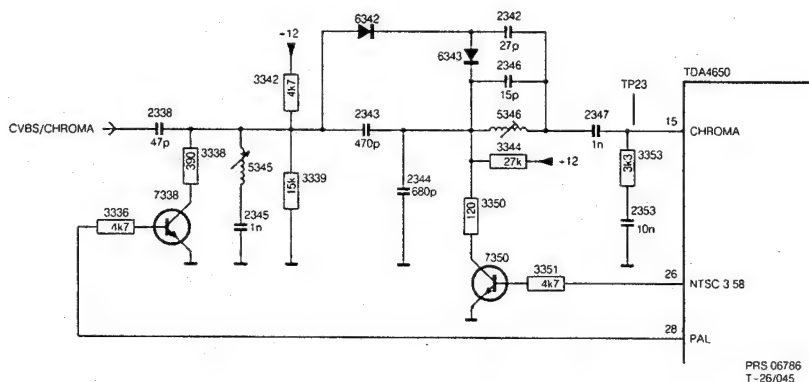 6342
2342
27p
+12
6343
2346
15p
3342
4k7
TP23
TDA4650
2338
47p
CVBS/CHROMA
2343
470p
5346
2347
1n
15
CHROMA
390
3338
5345
15k
3339
2344
680p
3344
27k
+12
3k3
3353
7338
3336
4k7
2345
1n
120
3350
2353
10n
7350
3351
4k7
26
NTSC 3 58
28
PAL
PRS 06786
T-26/045